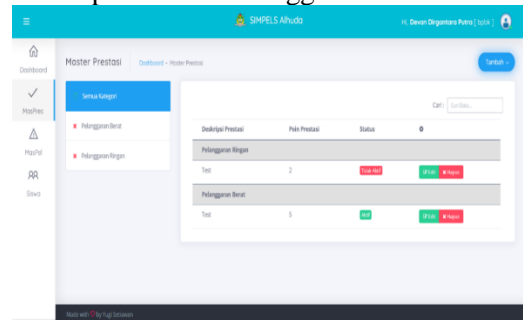 SIMPELS Alhuda
Hi, Devan Dirgantara Putra [ bptik ]
Dashboard
MasPres
MasPel
Siswa
Master Prestasi
Dashboard - Master Prestasi
Tambah
Semua Kategori
Pelanggaran Berat
Pelanggaran Ringan
Cari :
Deskripsi Prestasi Poin Prestasi Status
Pelanggaran Ringan
Test 2 Tidak Aktif Edit Hapus
Pelanggaran Berat
Test 5 Aktif Edit Hapus
Made with By Yugi Setiawan